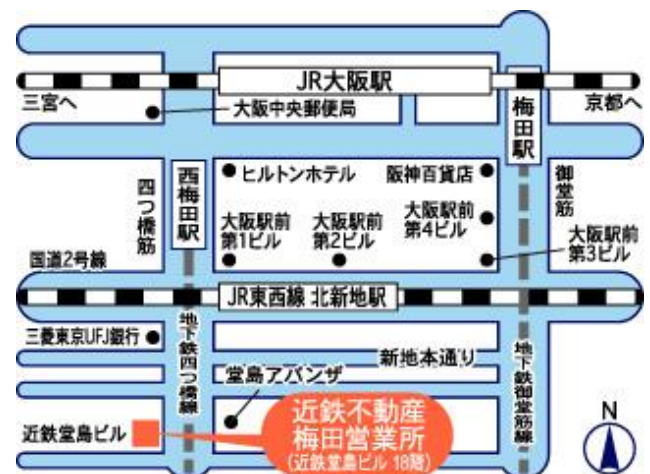 JR大阪駅
三宮へ
大阪中央郵便局
京都へ
梅田駅
四つ橋筋
西梅田駅
ヒルトンホテル
阪神百貨店
御堂筋
大阪駅前
第1ビル
大阪駅前
第2ビル
大阪駅前
第4ビル
大阪駅前
第3ビル
国道2号線
JR東西線 北新地駅
三菱東京UFJ銀行
地下鉄四つ橋線
新地本通り
地下鉄御堂筋線
堂島アバンザ
近鉄堂島ビル
近鉄不動産
梅田営業所
(近鉄堂島ビル 18階)
N